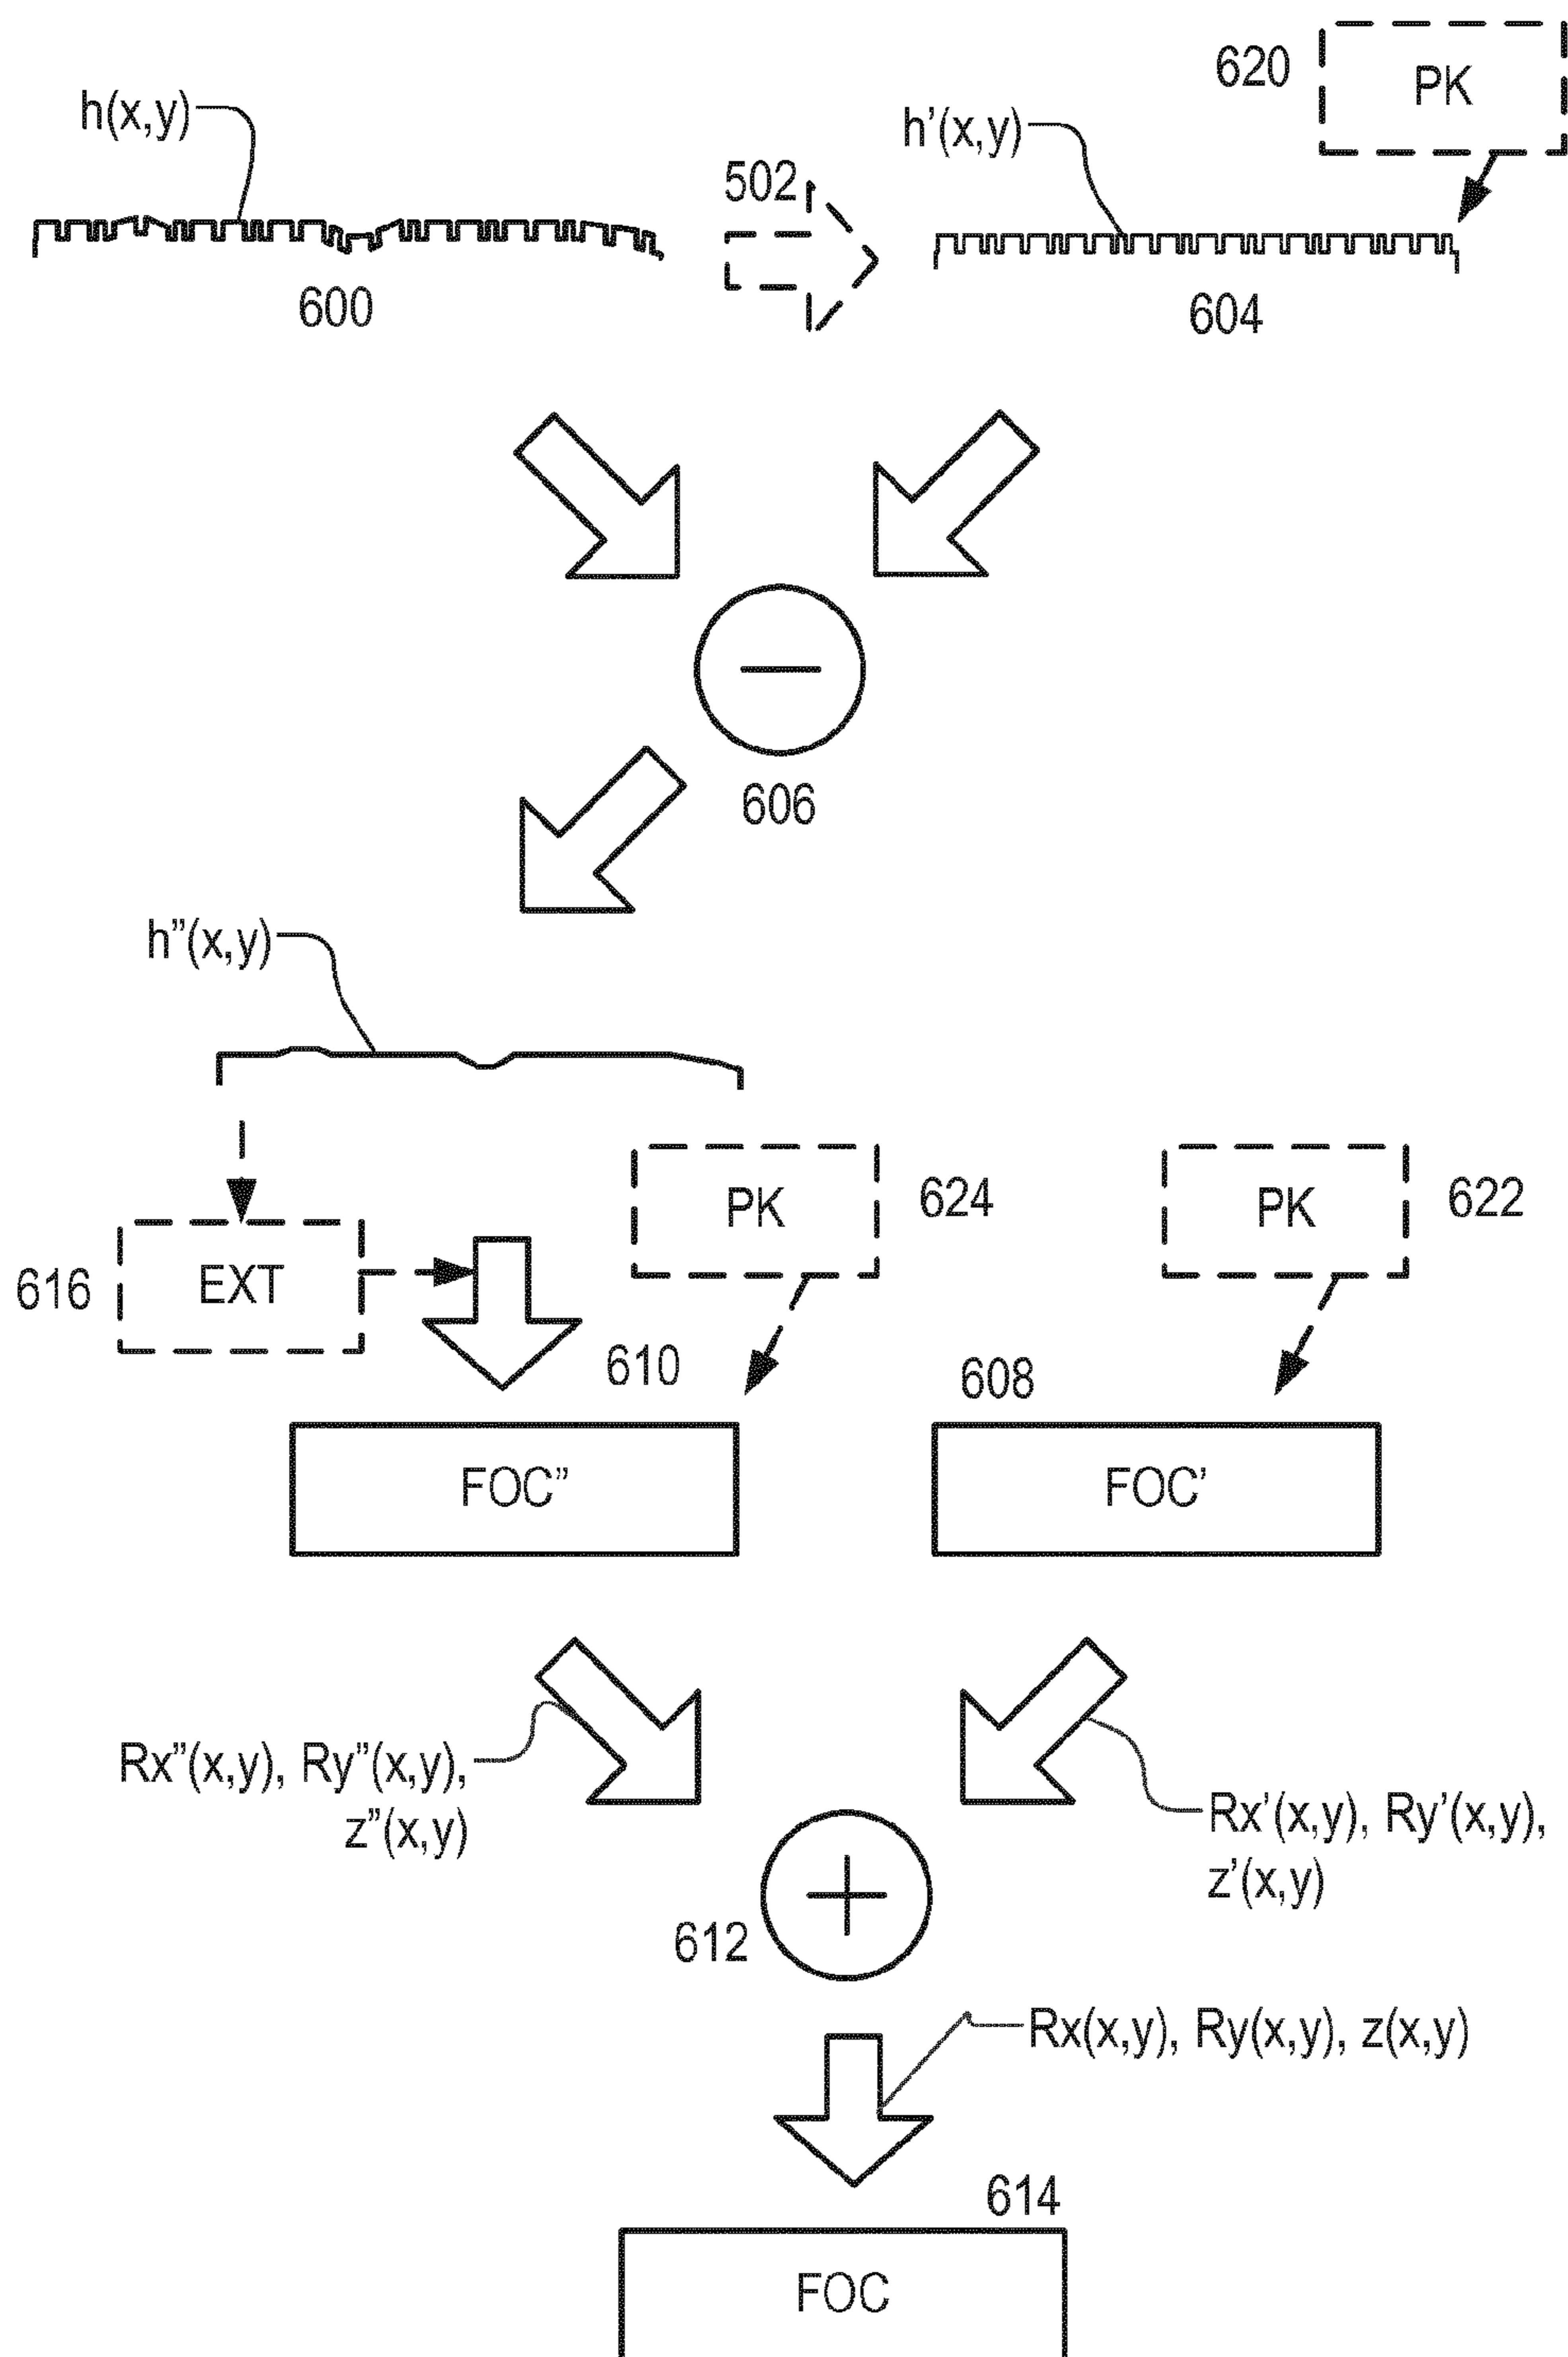 620
PK
h(x,y)
h'(x,y)
502
600
604
606
h”(x,y)
PK
624
PK
622
616
EXT
610
608
FOC”
FOC'
Rx”(x,y), Ry”(x,y),
z”(x,y)
Rx'(x,y), Ry'(x,y),
z'(x,y)
612
Rx(x,y), Ry(x,y), z(x,y)
614
FOC